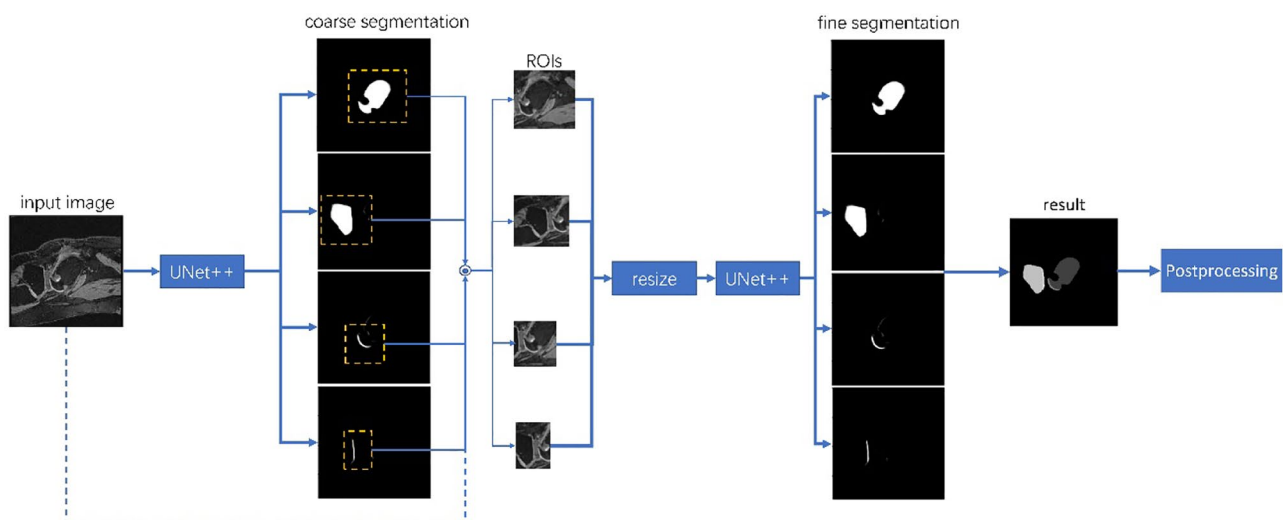 coarse segmentation
fine segmentation
ROIs
input image
result
UNet++
resize
UNet++
Postprocessing